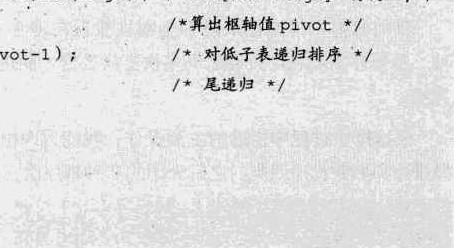 /*算出枢轴值pivot */
vot-1);  /* 对低子表递归排序 */
/* 尾递归 */